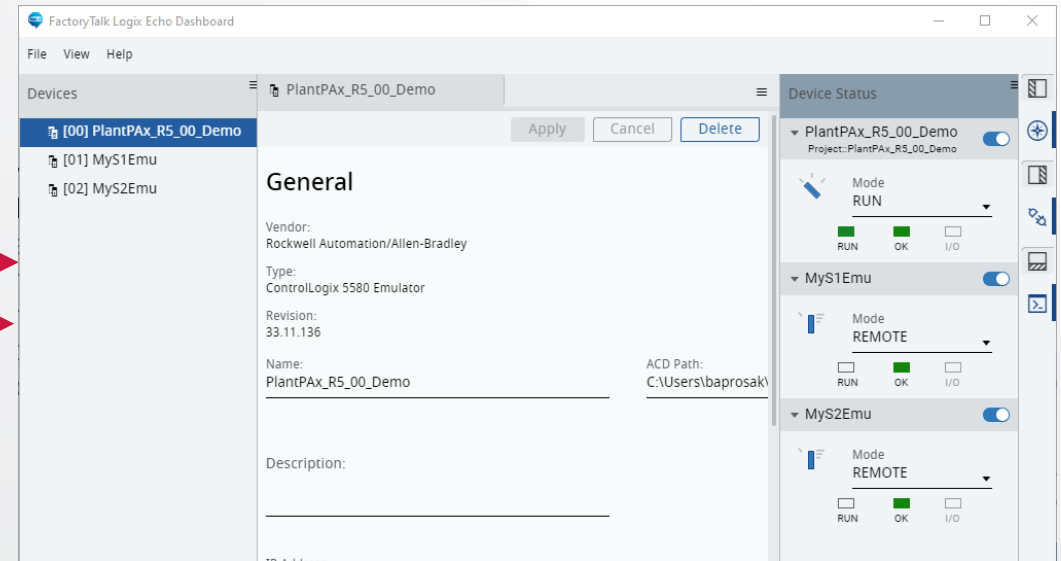 FactoryTalk Logix Echo Dashboard
File View Help
Devices
[00] PlantPAx_R5_00_Demo
[01] MyS1Emu
[02] MyS2Emu
PlantPAx_R5_00_Demo
Apply Cancel Delete
General
Vendor:
Rockwell Automation/Allen-Bradley
Type:
ControlLogix 5580 Emulator
Revision:
33.11.136
Name:
PlantPAx_R5_00_Demo
ACD Path:
C:\Users\baprosak\
Description:
Device Status
PlantPAx_R5_00_Demo
Project::PlantPAx_R5_00_Demo
Mode
RUN
RUN OK I/O
MyS1Emu
Mode
REMOTE
RUN OK I/O
MyS2Emu
Mode
REMOTE
RUN OK I/O